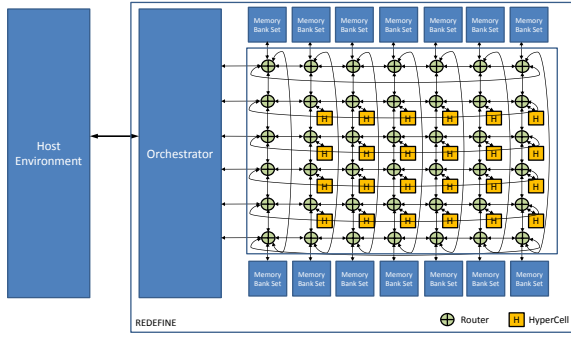 Memory
Bank Set
Memory
Bank Set
Memory
Bank Set
Memory
Bank Set
Memory
Bank Set
Memory
Bank Set
Memory
Bank Set
Host
Environment
Orchestrator
H H H H H H
H H H H H H
H H H H H H
H H H H H H
Memory
Bank Set
Memory
Bank Set
Memory
Bank Set
Memory
Bank Set
Memory
Bank Set
Memory
Bank Set
Memory
Bank Set
REDEFINE
Router
H HyperCell